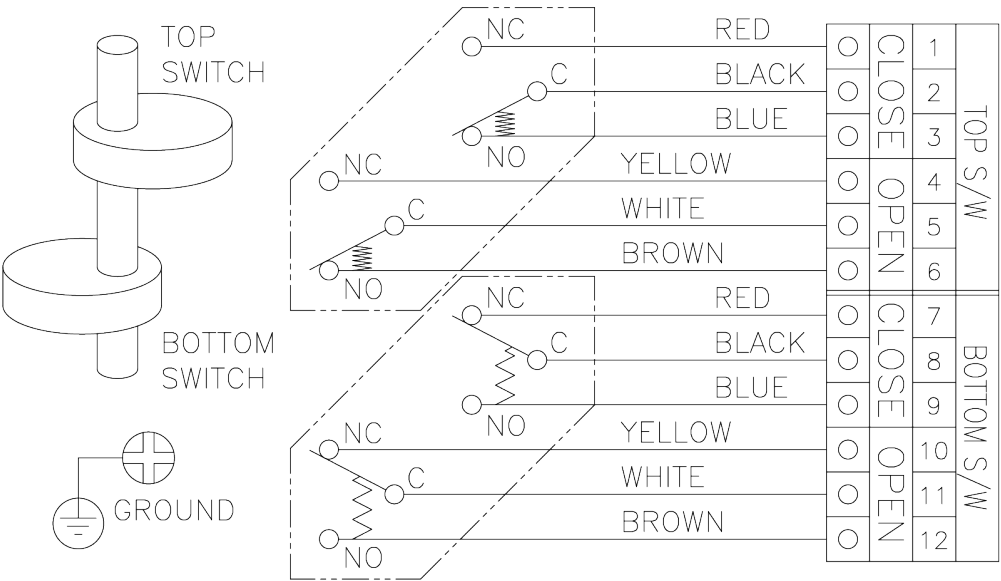 TOP
SWITCH
BOTTOM
SWITCH
GROUND
NC RED 1
C BLACK 2
NO BLUE 3
CLOSE
NC YELLOW 4
C WHITE 5
NO BROWN 6
OPEN
TOP S/W
NC RED 7
C BLACK 8
NO BLUE 9
CLOSE
NC YELLOW 10
C WHITE 11
NO BROWN 12
OPEN
BOTTOM S/W